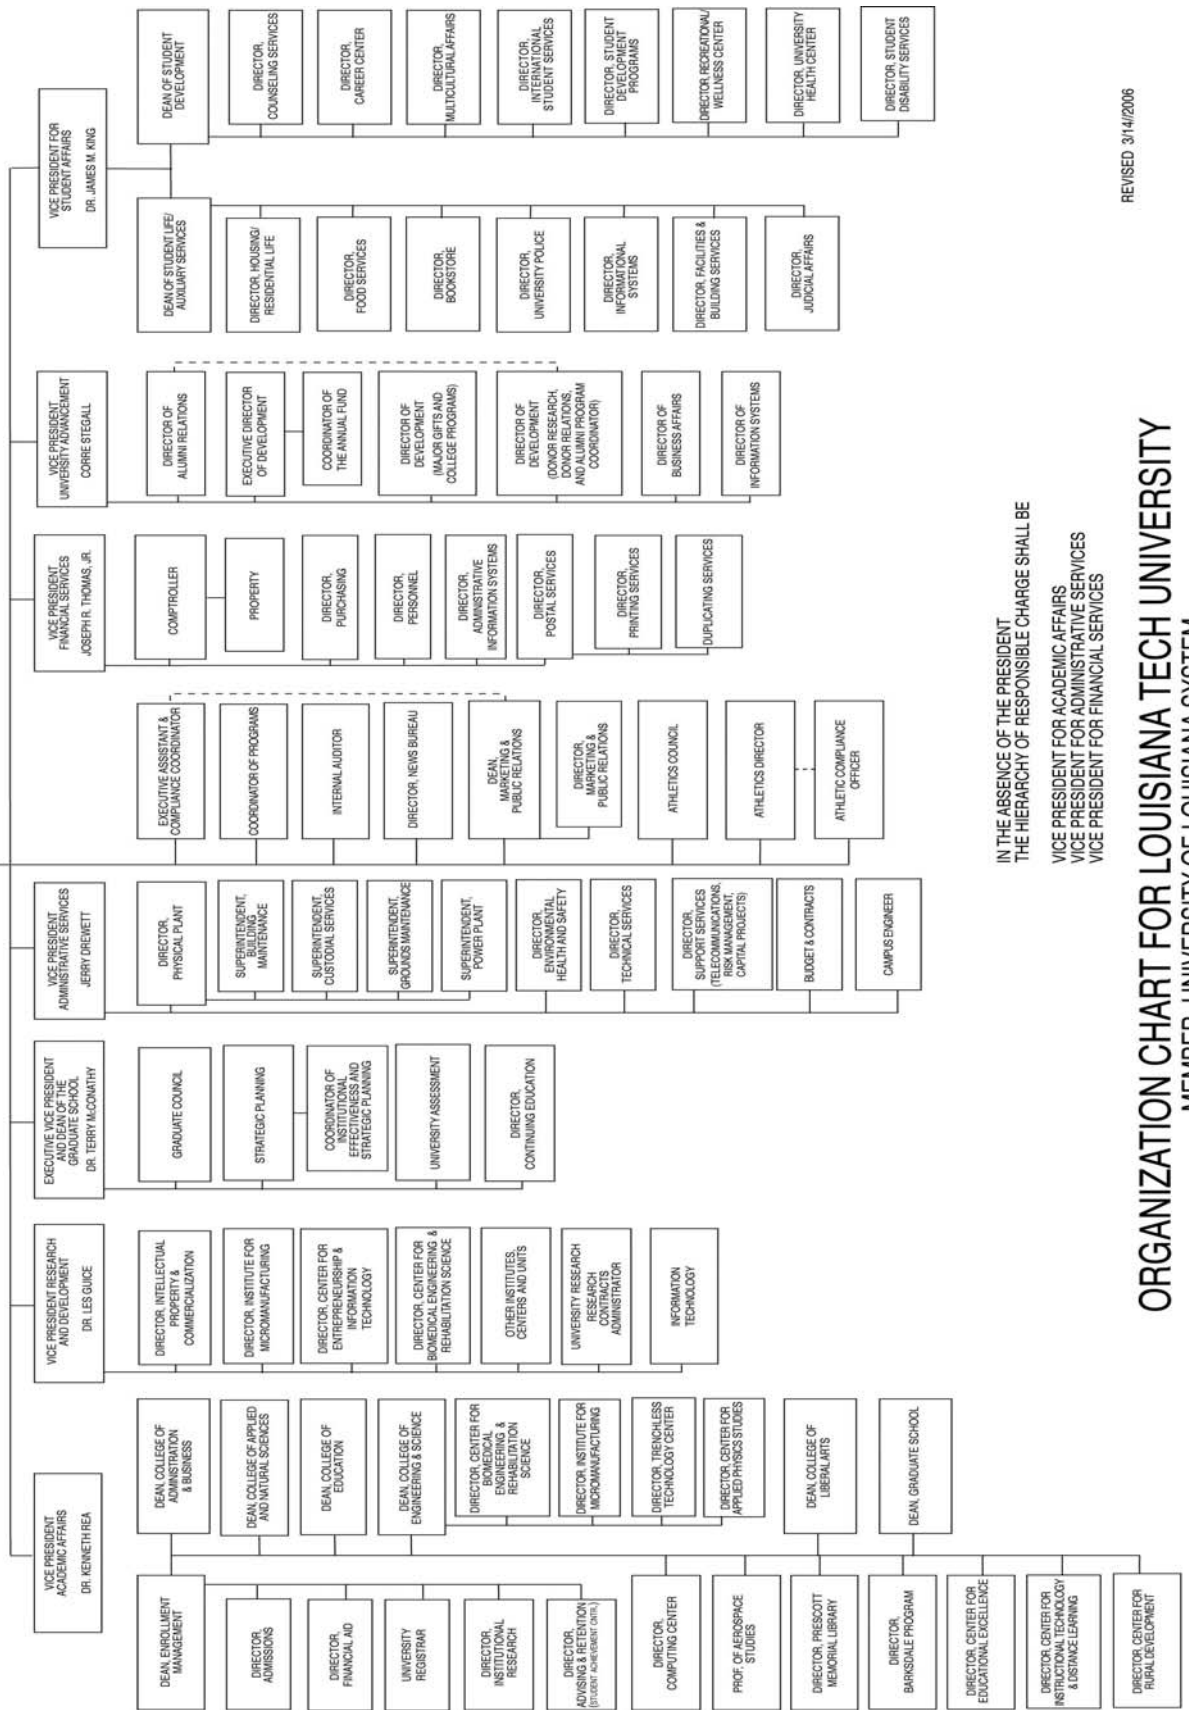 VICE PRESIDENT
ACADEMIC AFFAIRS
DR. KENNETH REA
DEAN, ENROLLMENT
MANAGEMENT
DIRECTOR,
ADMISSIONS
DIRECTOR,
FINANCIAL AID
UNIVERSITY
REGISTRAR
DIRECTOR,
INSTITUTIONAL
RESEARCH
DIRECTOR,
ADVISING & RETENTION
(STUDENT ACHIEVEMENT CNTR.)
DIRECTOR,
COMPUTING CENTER
PROF. OF AEROSPACE
STUDIES
DIRECTOR, PRESCOTT
MEMORIAL LIBRARY
DIRECTOR,
BARKSDALE PROGRAM
DIRECTOR, CENTER FOR
EDUCATIONAL EXCELLENCE
DIRECTOR, CENTER FOR
INSTRUCTIONAL TECHNOLOGY
& DISTANCE LEARNING
DIRECTOR, CENTER FOR
RURAL DEVELOPMENT
DEAN, COLLEGE OF
ADMINISTRATION
& BUSINESS
DEAN, COLLEGE OF APPLIED
AND NATURAL SCIENCES
DEAN, COLLEGE OF
EDUCATION
DEAN, COLLEGE OF
ENGINEERING & SCIENCE
DIRECTOR, CENTER FOR
BIOMEDICAL
ENGINEERING &
REHABILITATION
SCIENCE
DIRECTOR, INSTITUTE FOR
MICROMANUFACTURING
DIRECTOR, TRENCHLESS
TECHNOLOGY CENTER
DIRECTOR, CENTER FOR
APPLIED PHYSICS STUDIES
DEAN, COLLEGE OF
LIBERAL ARTS
DEAN, GRADUATE SCHOOL
VICE PRESIDENT RESEARCH
AND DEVELOPMENT
DR. LES GUICE
DIRECTOR, INTELLECTUAL
PROPERTY &
COMMERCIALIZATION
DIRECTOR, INSTITUTE FOR
MICROMANUFACTURING
DIRECTOR, CENTER FOR
ENTREPRENEURSHIP &
INFORMATION
TECHNOLOGY
DIRECTOR, CENTER FOR
BIOMEDICAL ENGINEERING &
REHABILITATION SCIENCE
OTHER INSTITUTES,
CENTERS AND UNITS
UNIVERSITY RESEARCH
RESEARCH
CONTRACTS
ADMINISTRATOR
INFORMATION
TECHNOLOGY
EXECUTIVE VICE PRESIDENT
AND DEAN OF THE
GRADUATE SCHOOL
DR. TERRY McCONATHY
GRADUATE COUNCIL
STRATEGIC PLANNING
COORDINATOR OF
INSTITUTIONAL
EFFECTIVENESS AND
STRATEGIC PLANNING
UNIVERSITY ASSESSMENT
DIRECTOR,
CONTINUING EDUCATION
VICE PRESIDENT
ADMINISTRATIVE SERVICES
JERRY DREWETT
DIRECTOR,
PHYSICAL PLANT
SUPERINTENDENT,
BUILDING
MAINTENANCE
SUPERINTENDENT,
CUSTODIAL SERVICES
SUPERINTENDENT,
GROUNDS MAINTENANCE
SUPERINTENDENT,
POWER PLANT
DIRECTOR,
ENVIRONMENTAL
HEALTH AND SAFETY
DIRECTOR,
TECHNICAL SERVICES
DIRECTOR,
SUPPORT SERVICES
(TELECOMMUNICATIONS,
RISK MANAGEMENT,
CAPITAL PROJECTS)
BUDGET & CONTRACTS
CAMPUS ENGINEER
EXECUTIVE ASSISTANT &
COMPLIANCE COORDINATOR
COORDINATOR OF PROGRAMS
INTERNAL AUDITOR
DIRECTOR, NEWS BUREAU
DEAN,
MARKETING &
PUBLIC RELATIONS
DIRECTOR,
MARKETING &
PUBLIC RELATIONS
ATHLETICS COUNCIL
ATHLETICS DIRECTOR
ATHLETIC COMPLIANCE
OFFICER
VICE PRESIDENT
FINANCIAL SERVICES
JOSEPH R. THOMAS, JR.
COMPTROLLER
PROPERTY
DIRECTOR,
PURCHASING
DIRECTOR,
PERSONNEL
DIRECTOR,
ADMINISTRATIVE
INFORMATION SYSTEMS
DIRECTOR,
POSTAL SERVICES
DIRECTOR,
PRINTING SERVICES
DUPLICATING SERVICES
VICE PRESIDENT
UNIVERSITY ADVANCEMENT
CORRE STEGALL
DIRECTOR OF
ALUMNI RELATIONS
EXECUTIVE DIRECTOR
OF DEVELOPMENT
COORDINATOR OF
THE ANNUAL FUND
DIRECTOR OF
DEVELOPMENT
(MAJOR GIFTS AND
COLLEGE PROGRAMS)
DIRECTOR OF
DEVELOPMENT
(DONOR RESEARCH,
DONOR RELATIONS,
AND ALUMNI PROGRAM
COORDINATOR)
DIRECTOR OF
BUSINESS AFFAIRS
DIRECTOR OF
INFORMATION SYSTEMS
VICE PRESIDENT FOR
STUDENT AFFAIRS
DR. JAMES M. KING
DEAN OF STUDENT LIFE/
AUXILIARY SERVICES
DIRECTOR, HOUSING/
RESIDENTIAL LIFE
DIRECTOR,
FOOD SERVICES
DIRECTOR,
BOOKSTORE
DIRECTOR,
UNIVERSITY POLICE
DIRECTOR,
INFORMATIONAL
SYSTEMS
DIRECTOR, FACILITIES &
BUILDING SERVICES
DIRECTOR,
JUDICIAL AFFAIRS
DEAN OF STUDENT
DEVELOPMENT
DIRECTOR,
COUNSELING SERVICES
DIRECTOR,
CAREER CENTER
DIRECTOR,
MULTICULTURAL AFFAIRS
DIRECTOR,
INTERNATIONAL
STUDENT SERVICES
DIRECTOR, STUDENT
DEVELOPMENT
PROGRAMS
DIRECTOR, RECREATIONAL/
WELLNESS CENTER
DIRECTOR, UNIVERSITY
HEALTH CENTER
DIRECTOR, STUDENT
DISABILITY SERVICES
IN THE ABSENCE OF THE PRESIDENT
THE HIERARCHY OF RESPONSIBLE CHARGE SHALL BE
VICE PRESIDENT FOR ACADEMIC AFFAIRS
VICE PRESIDENT FOR ADMINISTRATIVE SERVICES
VICE PRESIDENT FOR FINANCIAL SERVICES
REVISED 3/14//2006
ORGANIZATION CHART FOR LOUISIANA TECH UNIVERSITY
MEMBER, UNIVERSITY OF LOUISIANA SYSTEM